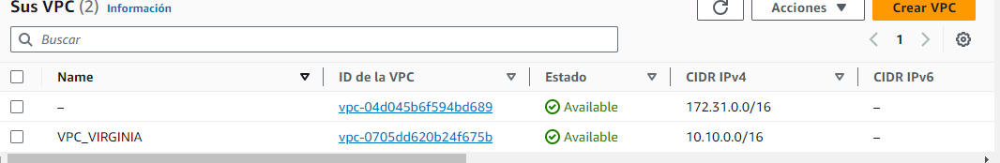 Sus VPC (2) Información Acciones Crear VPC
Buscar 1
Name ID de la VPC Estado CIDR IPv4 CIDR IPv6
– vpc-04d045b6f594bd689 Available 172.31.0.0/16 –
VPC_VIRGINIA vpc-0705dd620b24f675b Available 10.10.0.0/16 –